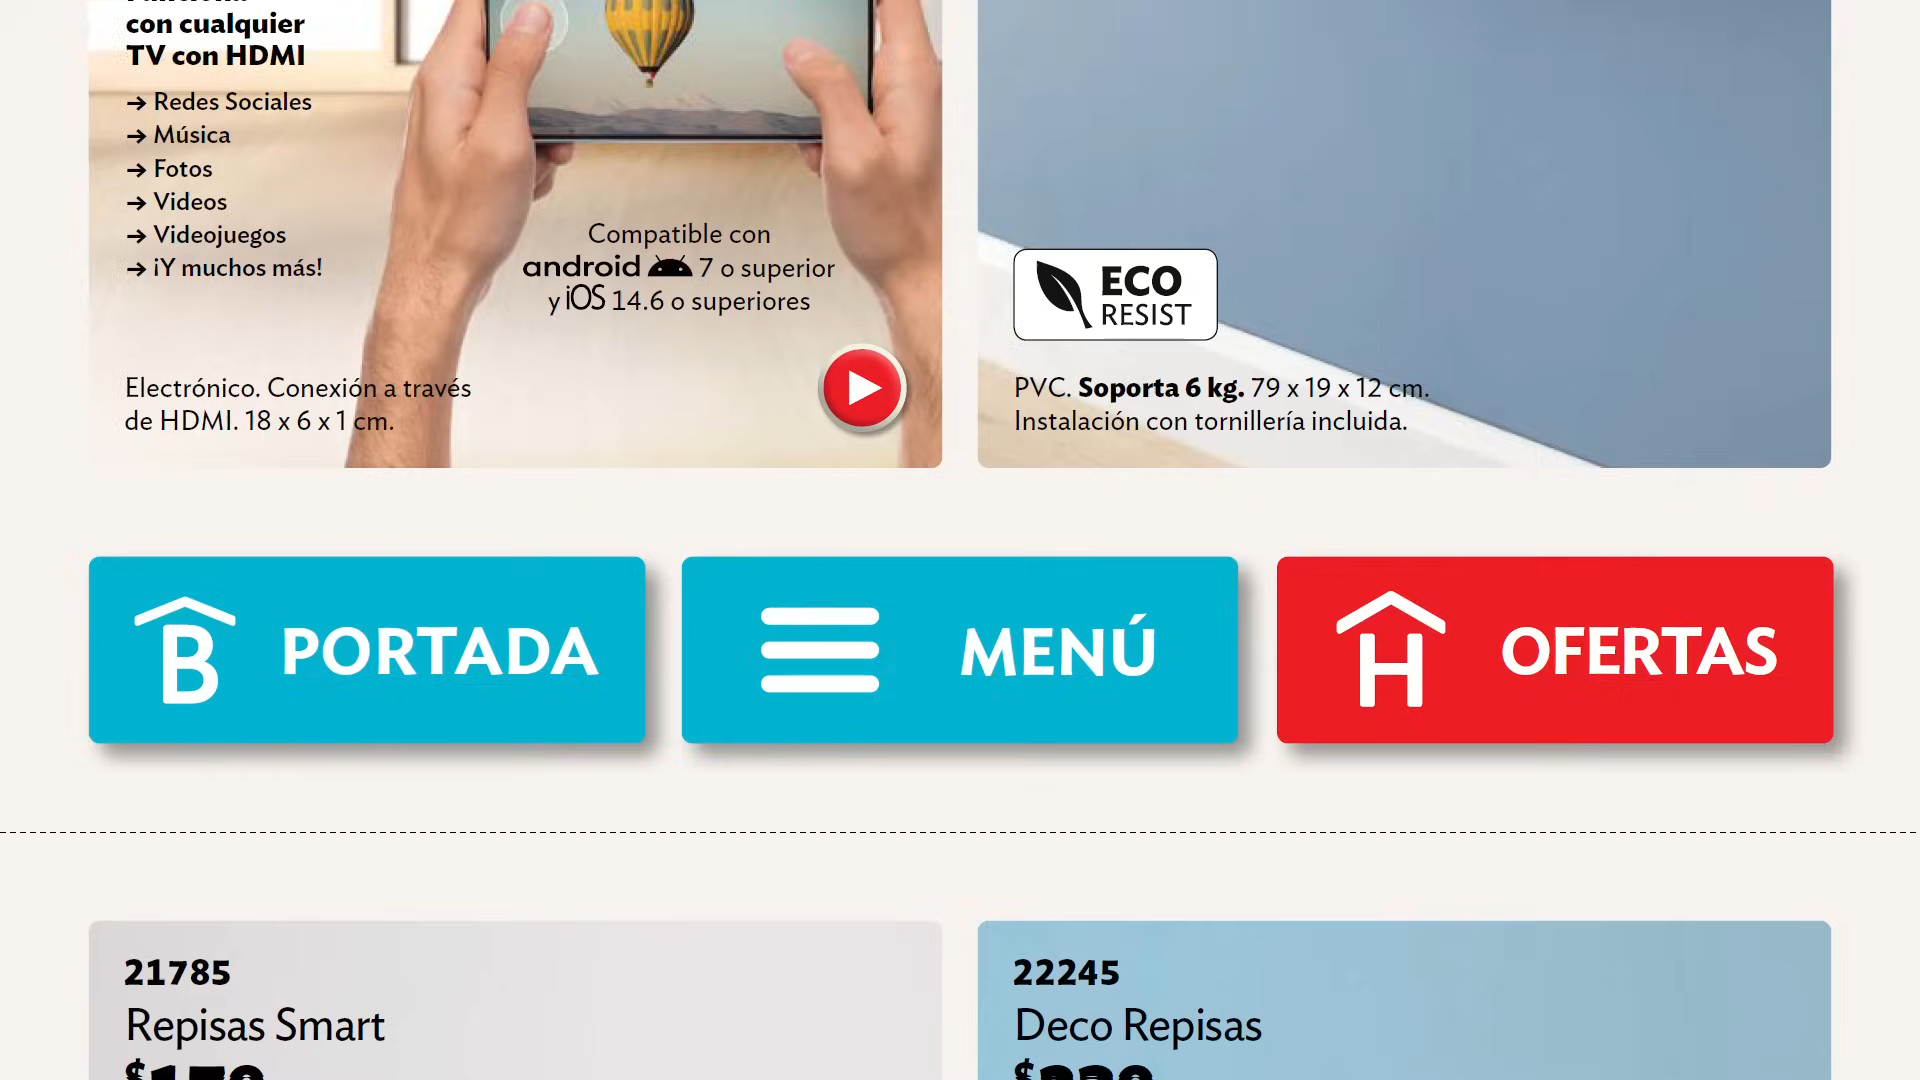 con cualquier
TV con HDMI
→ Redes Sociales
→ Música
→ Fotos
→ Videos
→ Videojuegos
→ ¡Y muchos más!
Compatible con
android 7 o superior
y iOS 14.6 o superiores
Electrónico. Conexión a través
de HDMI. 18 x 6 x 1 cm.
ECO
RESIST
PVC. Soporta 6 kg. 79 x 19 x 12 cm.
Instalación con tornillería incluida.
B PORTADA
MENÚ
H OFERTAS
21785
Repisas Smart
22245
Deco Repisas